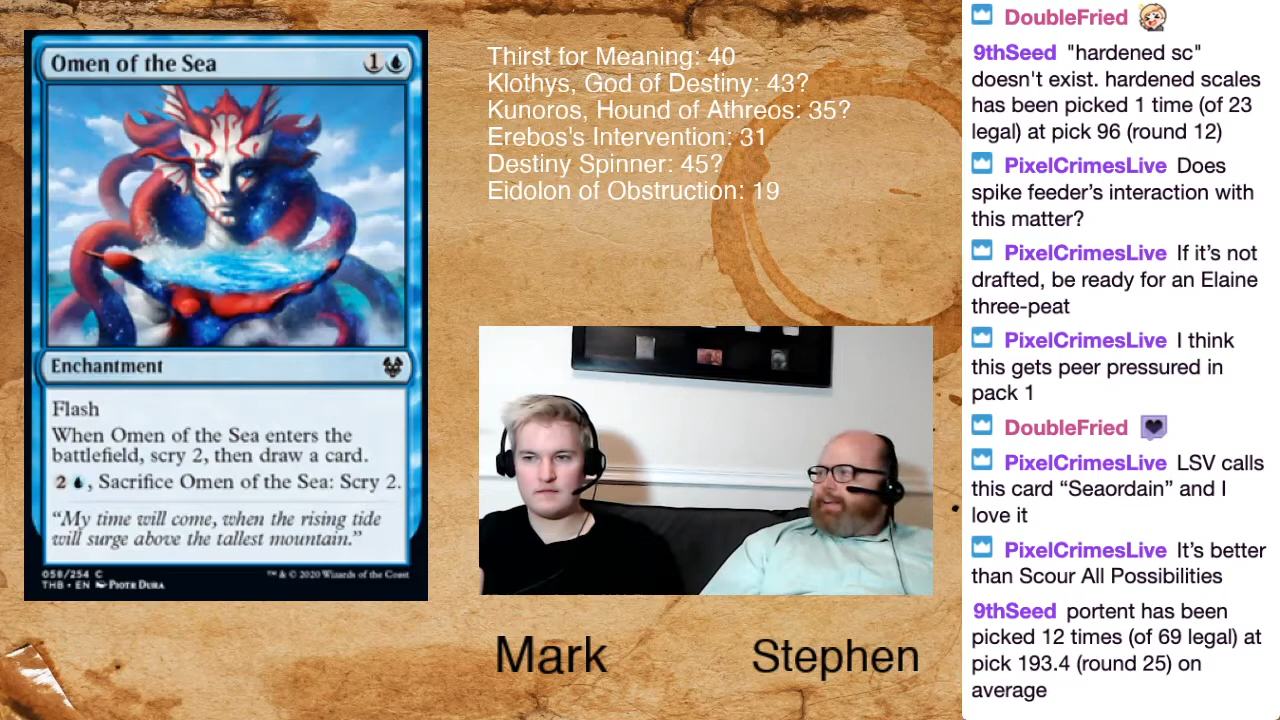 Omen of the Sea 1
Enchantment
Flash
When Omen of the Sea enters the
battlefield, scry 2, then draw a card.
2 , Sacrifice Omen of the Sea: Scry 2.
“My time will come, when the rising tide
will surge above the tallest mountain.”
058/254 C
THB • EN Piotr Dura
™ & © 2020 Wizards of the Coast
Thirst for Meaning: 40
Klothys, God of Destiny: 43?
Kunoros, Hound of Athreos: 35?
Erebos's Intervention: 31
Destiny Spinner: 45?
Eidolon of Obstruction: 19
Mark
Stephen
DoubleFried
9thSeed "hardened sc"
doesn't exist. hardened scales
has been picked 1 time (of 23
legal) at pick 96 (round 12)
PixelCrimesLive Does
spike feeder’s interaction with
this matter?
PixelCrimesLive If it’s not
drafted, be ready for an Elaine
three-peat
PixelCrimesLive I think
this gets peer pressured in
pack 1
DoubleFried
PixelCrimesLive LSV calls
this card “Seaordain” and I
love it
PixelCrimesLive It’s better
than Scour All Possibilities
9thSeed portent has been
picked 12 times (of 69 legal) at
pick 193.4 (round 25) on
average